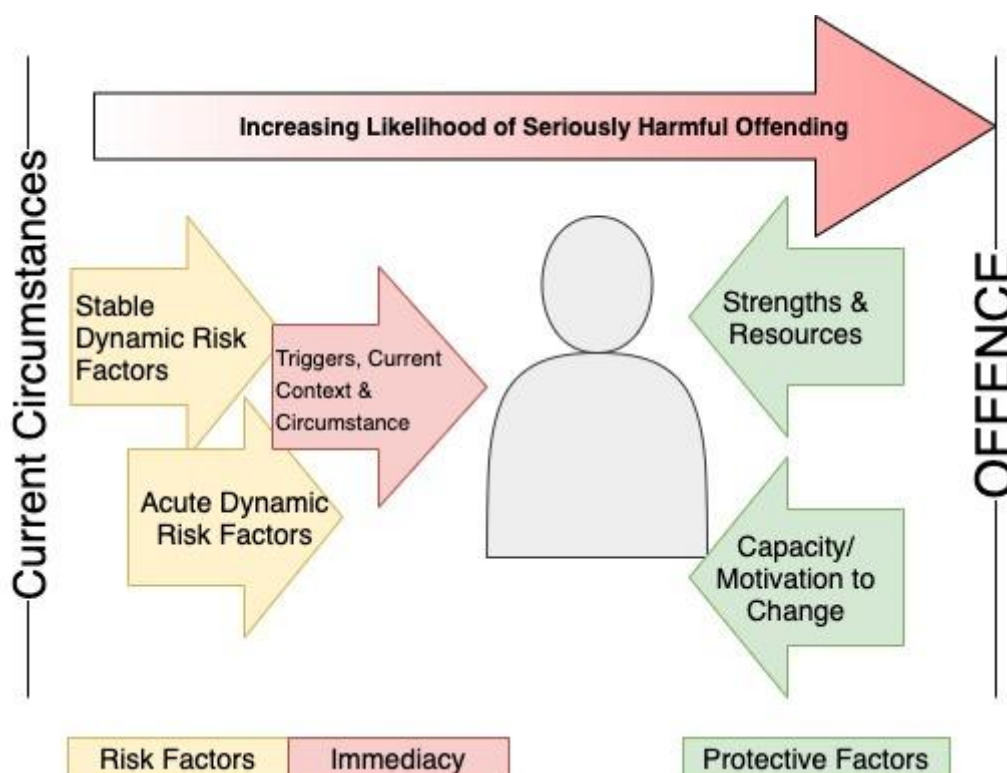 Increasing Likelihood of Seriously Harmful Offending
Current Circumstances
Stable
Dynamic Risk
Factors
Triggers, Current
Context &
Circumstance
Acute Dynamic
Risk Factors
Strengths &
Resources
Capacity/
Motivation to
Change
OFFENCE
Risk Factors
Immediacy
Protective Factors